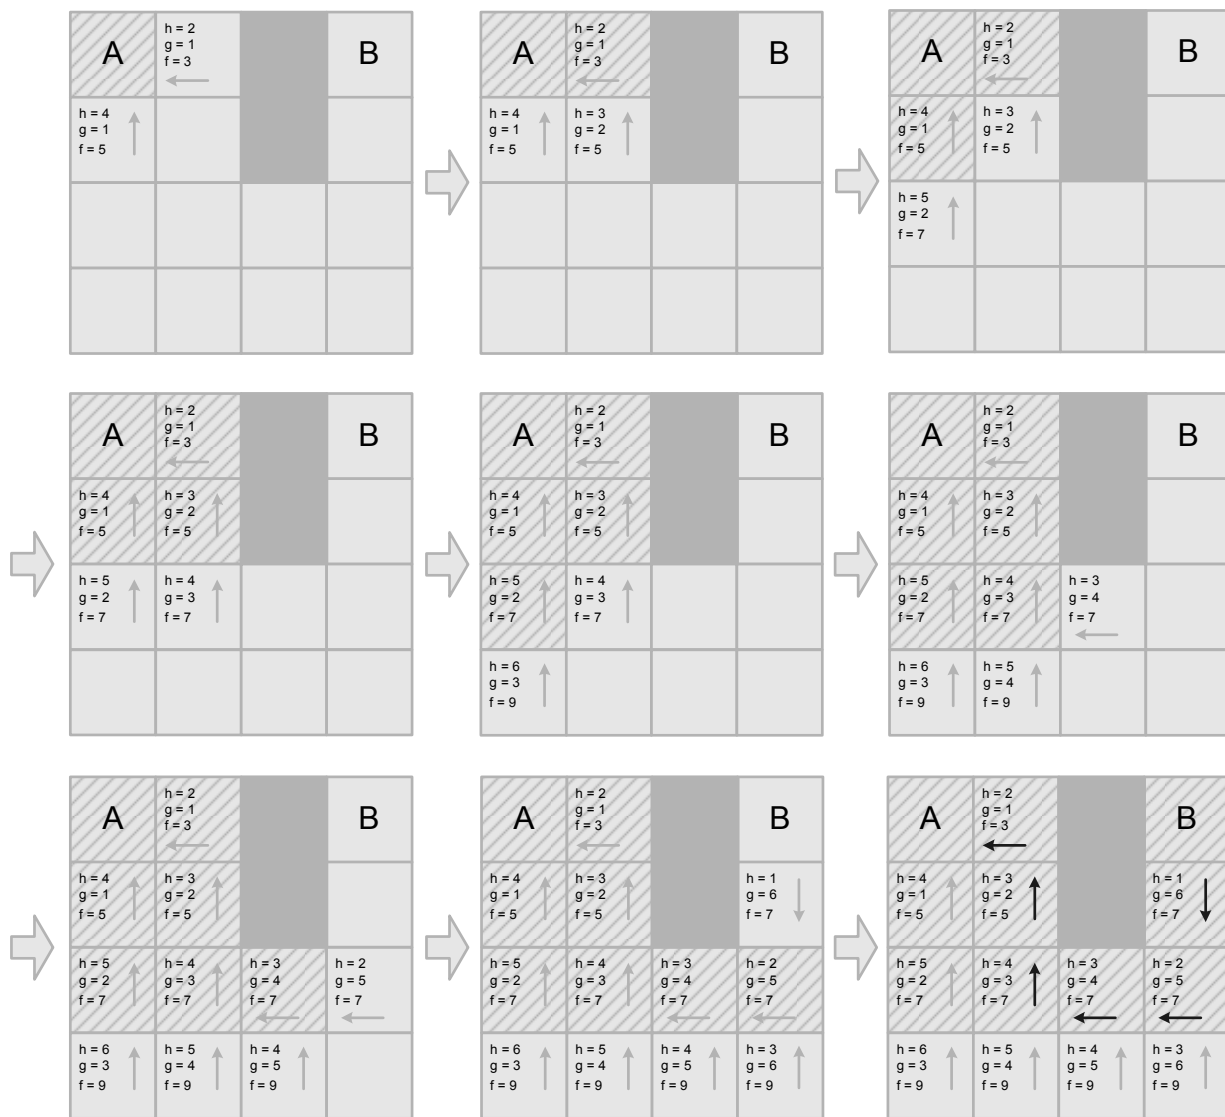 A
h = 2
g = 1
f = 3
B
h = 4
g = 1
f = 5
A
h = 2
g = 1
f = 3
B
h = 4
g = 1
f = 5
h = 3
g = 2
f = 5
A
h = 2
g = 1
f = 3
B
h = 4
g = 1
f = 5
h = 3
g = 2
f = 5
h = 5
g = 2
f = 7
A
h = 2
g = 1
f = 3
B
h = 4
g = 1
f = 5
h = 3
g = 2
f = 5
h = 5
g = 2
f = 7
h = 4
g = 3
f = 7
A
h = 2
g = 1
f = 3
B
h = 4
g = 1
f = 5
h = 3
g = 2
f = 5
h = 5
g = 2
f = 7
h = 4
g = 3
f = 7
h = 6
g = 3
f = 9
A
h = 2
g = 1
f = 3
B
h = 4
g = 1
f = 5
h = 3
g = 2
f = 5
h = 5
g = 2
f = 7
h = 4
g = 3
f = 7
h = 3
g = 4
f = 7
h = 6
g = 3
f = 9
h = 5
g = 4
f = 9
A
h = 2
g = 1
f = 3
B
h = 4
g = 1
f = 5
h = 3
g = 2
f = 5
h = 5
g = 2
f = 7
h = 4
g = 3
f = 7
h = 3
g = 4
f = 7
h = 2
g = 5
f = 7
h = 6
g = 3
f = 9
h = 5
g = 4
f = 9
h = 4
g = 5
f = 9
A
h = 2
g = 1
f = 3
B
h = 4
g = 1
f = 5
h = 3
g = 2
f = 5
h = 1
g = 6
f = 7
h = 5
g = 2
f = 7
h = 4
g = 3
f = 7
h = 3
g = 4
f = 7
h = 2
g = 5
f = 7
h = 6
g = 3
f = 9
h = 5
g = 4
f = 9
h = 4
g = 5
f = 9
h = 3
g = 6
f = 9
A
h = 2
g = 1
f = 3
B
h = 4
g = 1
f = 5
h = 3
g = 2
f = 5
h = 1
g = 6
f = 7
h = 5
g = 2
f = 7
h = 4
g = 3
f = 7
h = 3
g = 4
f = 7
h = 2
g = 5
f = 7
h = 6
g = 3
f = 9
h = 5
g = 4
f = 9
h = 4
g = 5
f = 9
h = 3
g = 6
f = 9